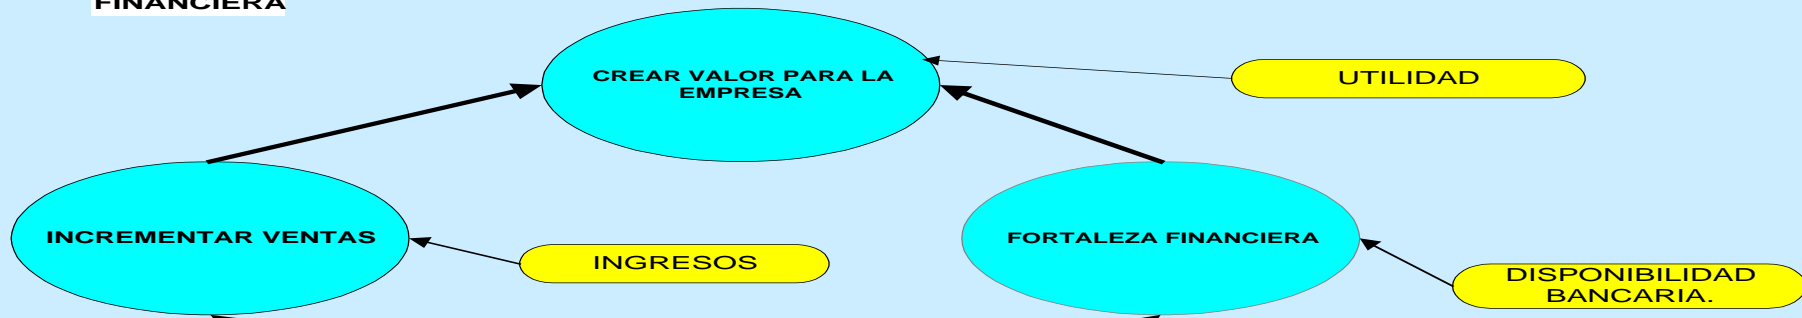 FINANCIERA
CREAR VALOR PARA LA
EMPRESA
UTILIDAD
INCREMENTAR VENTAS
INGRESOS
FORTALEZA FINANCIERA
DISPONIBILIDAD
BANCARIA.